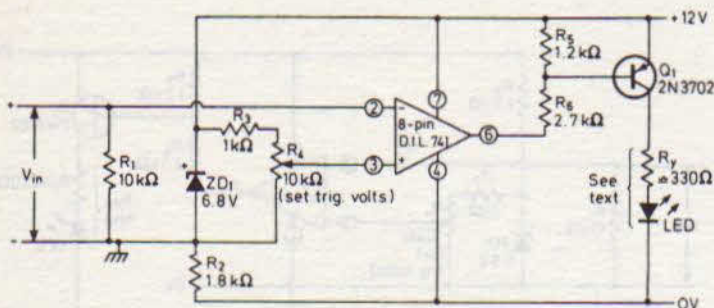 +12V
R5
1.2kΩ
Q1
2N3702
R6
2.7kΩ
+
2
-
7
8-pin
D.I.L. 741
6
3
+
4
R3
1kΩ
R4
10kΩ
(set trig. volts)
Vin
R1
10kΩ
+
ZD1
6.8V
Ry
330Ω
See
text
LED
-
R2
1.8kΩ
0V